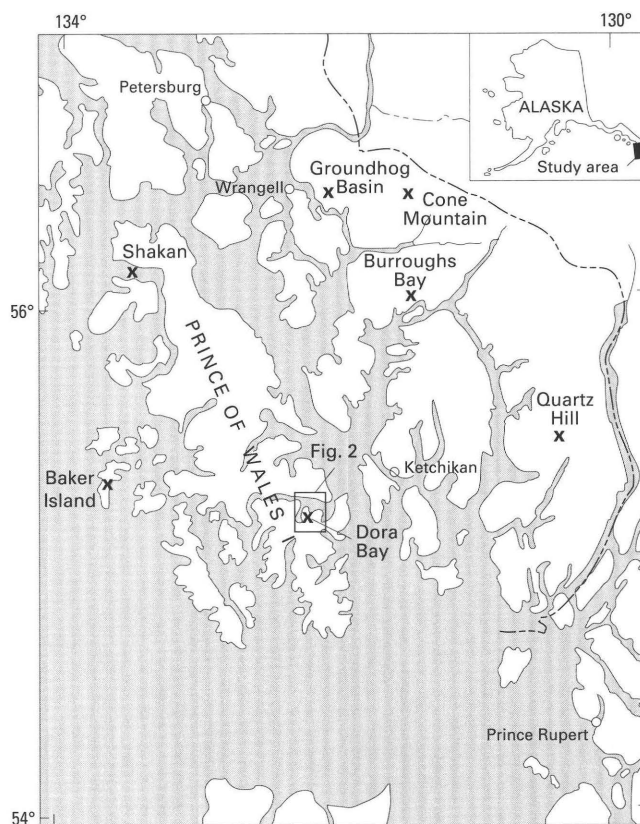 134°
130°
Petersburg
ALASKA
Study area
Groundhog
Basin
Wrangell
Cone
Mountain
Shakan
Burroughs
Bay
56°
PRINCE OF WALES I
Quartz
Hill
Fig. 2
Ketchikan
Baker
Island
Dora
Bay
Prince Rupert
54°